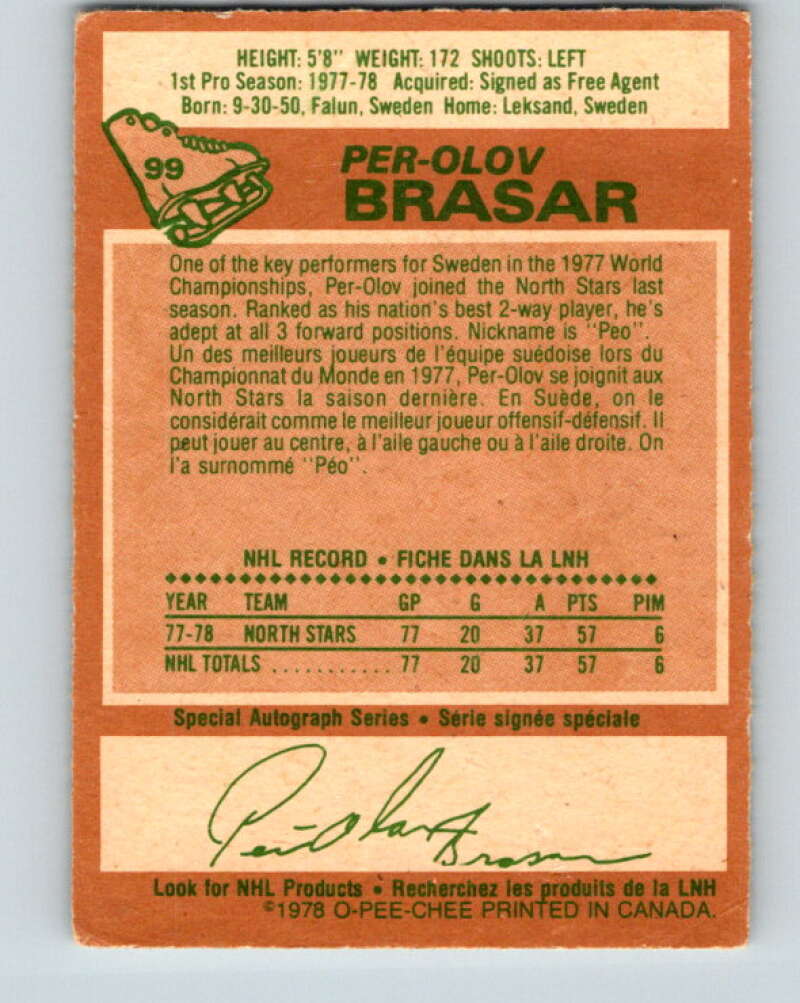 HEIGHT: 5'8" WEIGHT: 172 SHOOTS: LEFT
1st Pro Season: 1977-78 Acquired: Signed as Free Agent
Born: 9-30-50, Falun, Sweden Home: Leksand, Sweden
99
PER-OLOV
BRASAR
One of the key performers for Sweden in the 1977 World
Championships, Per-Olov joined the North Stars last
season. Ranked as his nation's best 2-way player, he's
adept at all 3 forward positions. Nickname is "Peo".
Un des meilleurs joueurs de l'équipe suédoise lors du
Championnat du Monde en 1977, Per-Olov se joignit aux
North Stars la saison dernière. En Suède, on le
considérait comme le meilleur joueur offensif-défensif. Il
peut jouer au centre, à l'aile gauche ou à l'aile droite. On
l'a surnommé "Péo".
NHL RECORD • FICHE DANS LA LNH
YEAR TEAM GP G A PTS PIM
77-78 NORTH STARS 77 20 37 57 6
NHL TOTALS ........... 77 20 37 57 6
Special Autograph Series • Série signée spéciale
Per-Olov Brasar
Look for NHL Products • Recherchez les produits de la LNH
©1978 O-PEE-CHEE PRINTED IN CANADA.